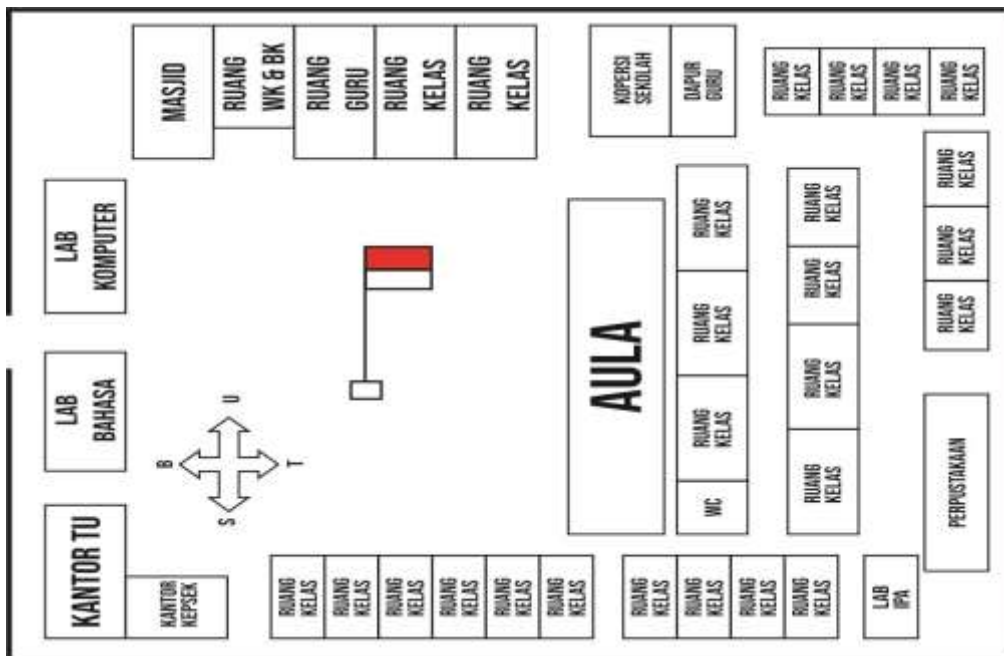 MASJID
RUANG
WK & BK
RUANG
GURU
RUANG
KELAS
RUANG
KELAS
KOPERSI
SEKOLAH
DAPUR
GURU
RUANG
KELAS
RUANG
KELAS
RUANG
KELAS
RUANG
KELAS
LAB
KOMPUTER
RUANG
KELAS
RUANG
KELAS
RUANG
KELAS
RUANG
KELAS
RUANG
KELAS
RUANG
KELAS
RUANG
KELAS
RUANG
KELAS
RUANG
KELAS
RUANG
KELAS
WC
AULA
LAB
BAHASA
U
B
T
S
PERPUSTAKAAN
KANTOR TU
KANTOR
KEPSEK
RUANG
KELAS
RUANG
KELAS
RUANG
KELAS
RUANG
KELAS
RUANG
KELAS
RUANG
KELAS
RUANG
KELAS
RUANG
KELAS
RUANG
KELAS
RUANG
KELAS
LAB
IPA